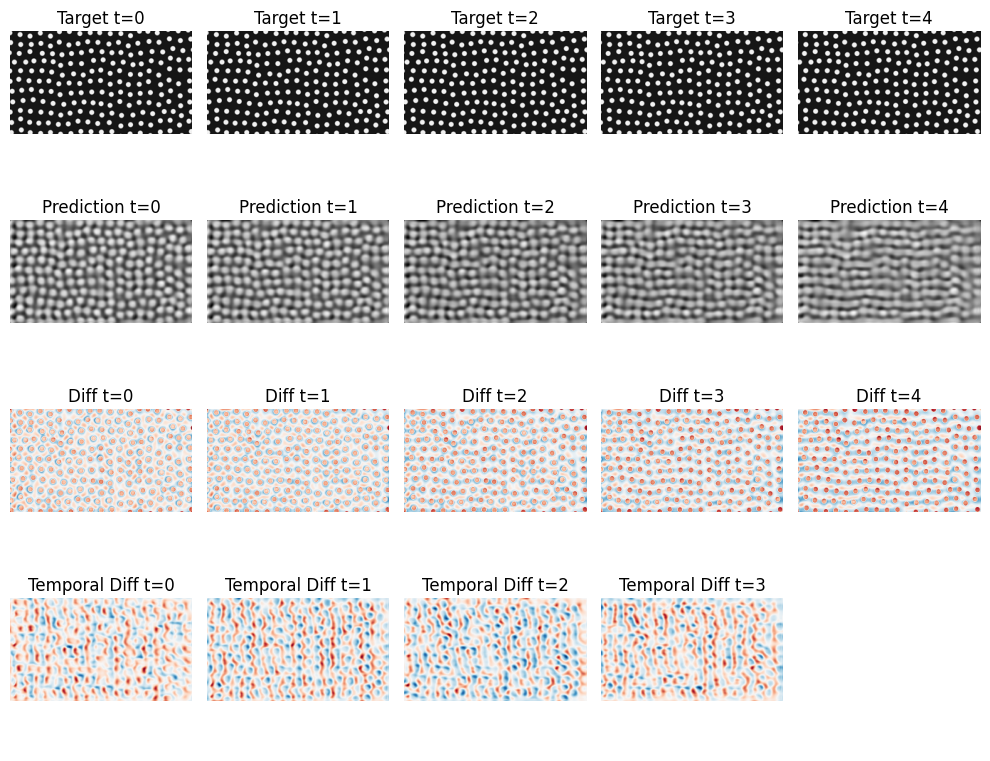 Target t=0
Target t=1
Target t=2
Target t=3
Target t=4
Prediction t=0
Prediction t=1
Prediction t=2
Prediction t=3
Prediction t=4
Diff t=0
Diff t=1
Diff t=2
Diff t=3
Diff t=4
Temporal Diff t=0
Temporal Diff t=1
Temporal Diff t=2
Temporal Diff t=3